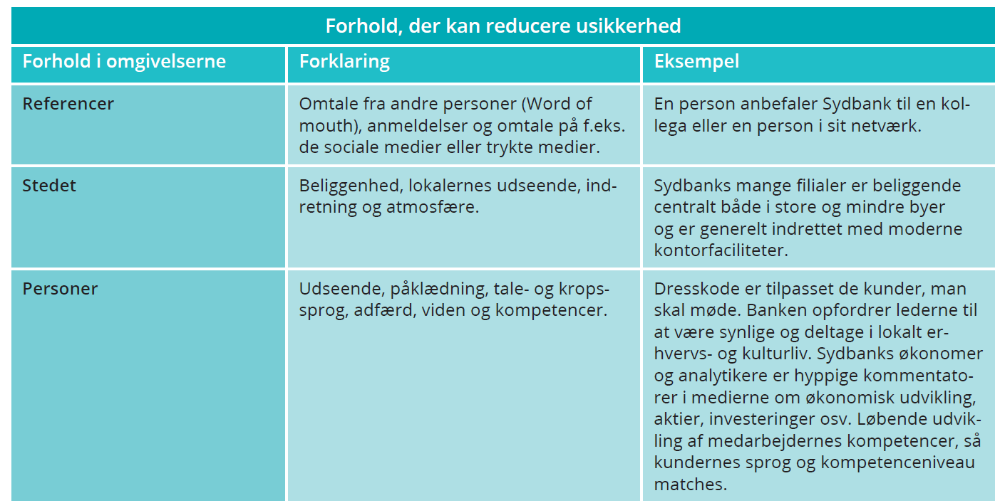 Forhold, der kan reducere usikkerhed
Forhold i omgivelserne
Forklaring
Eksempel
Referencer
Omtale fra andre personer (Word of
mouth), anmeldelser og omtale på f.eks.
de sociale medier eller trykte medier.
En person anbefaler Sydbank til en kol-
lega eller en person i sit netværk.
Stedet
Beliggenhed, lokalernes udseende, ind-
retning og atmosfære.
Sydbanks mange filialer er beliggende
centralt både i store og mindre byer
og er generelt indrettet med moderne
kontorfaciliteter.
Personer
Udseende, påklædning, tale- og krops-
sprog, adfærd, viden og kompetencer.
Dresskode er tilpasset de kunder, man
skal møde. Banken opfordrer lederne til
at være synlige og deltage i lokalt er-
hvervs- og kulturliv. Sydbanks økonomer
og analytikere er hyppige kommentato-
rer i medierne om økonomisk udvikling,
aktier, investeringer osv. Løbende udvik-
ling af medarbejdernes kompetencer, så
kundernes sprog og kompetenceniveau
matches.